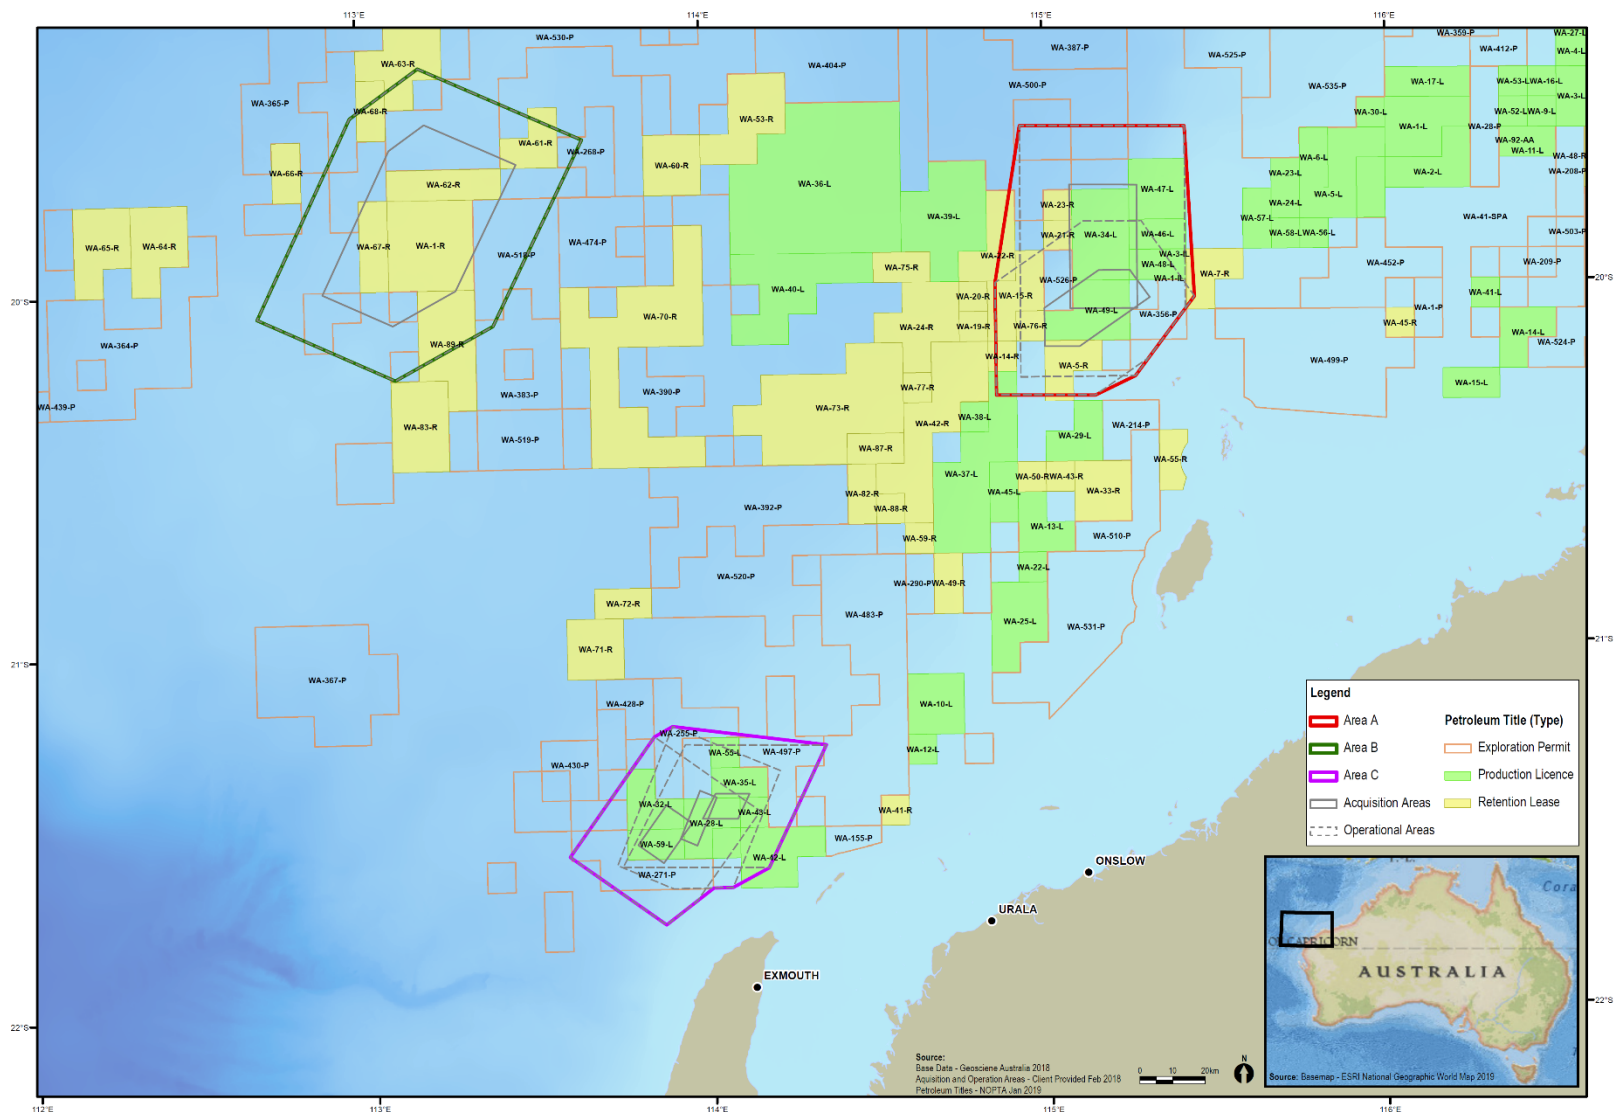 113°E
114°E
115°E
116°E
WA-530-P
WA-387-P
WA-359-P
WA-27-L
WA-412-P
WA-4-L
WA-525-P
WA-63-R
WA-404-P
WA-500-P
WA-535-P
WA-17-L
WA-53-L
WA-16-L
WA-3-L
WA-365-P
WA-68-R
WA-53-R
WA-30-L
WA-52-L
WA-9-L
WA-1-L
WA-28-P
WA-92-AA
WA-11-L
WA-61-R
WA-268-P
WA-6-L
WA-48-R
WA-60-R
WA-66-R
WA-62-R
WA-36-L
WA-47-L
WA-23-L
WA-2-L
WA-208-P
WA-5-L
WA-23-R
WA-24-L
WA-39-L
WA-57-L
WA-41-SPA
WA-65-R
WA-64-R
WA-67-R
WA-1-R
WA-474-P
WA-21-R
WA-34-L
WA-46-L
WA-58-L
WA-56-L
WA-503-P
WA-518-P
WA-22-R
WA-3-IL
WA-48-L
WA-75-R
WA-7-R
WA-452-P
WA-209-P
20°S
20°S
WA-526-P
WA-1-IL
WA-40-L
WA-20-R
WA-15-R
WA-41-L
WA-70-R
WA-49-L
WA-356-P
WA-1-P
WA-24-R
WA-19-R
WA-76-R
WA-45-R
WA-14-L
WA-364-P
WA-89-R
WA-524-P
WA-14-R
WA-5-R
WA-499-P
WA-383-P
WA-390-P
WA-77-R
WA-15-L
WA-439-P
WA-73-R
WA-38-L
WA-42-R
WA-214-P
WA-83-R
WA-519-P
WA-29-L
WA-87-R
WA-55-R
WA-37-L
WA-50-R
WA-43-R
WA-82-R
WA-45-L
WA-33-R
WA-392-P
WA-88-R
WA-13-L
WA-59-R
WA-510-P
WA-520-P
WA-22-L
WA-290-P
WA-49-R
WA-72-R
WA-483-P
WA-25-L
WA-531-P
21°S
21°S
WA-71-R
WA-367-P
WA-428-P
WA-10-L
WA-255-P
WA-497-P
WA-12-L
WA-55-L
WA-430-P
WA-35-L
WA-32-L
WA-43-L
WA-41-R
WA-28-L
WA-155-P
WA-59-L
WA-42-L
WA-271-P
ONSLOW
URALA
EXMOUTH
Legend
Area A
Area B
Area C
Acquisition Areas
Operational Areas
Petroleum Title (Type)
Exploration Permit
Production Licence
Retention Lease
Cora
OF CAPRICORN
AUSTRALIA
Source: Basemap - ESRI National Geographic World Map 2019
22°S
22°S
Source:
Base Data - Geosciene Australia 2018
Aquisition and Operation Areas - Client Provided Feb 2018
Petroleum Titles - NOPTA Jan 2019
0 10 20km
N
112°E
113°E
114°E
115°E
116°E